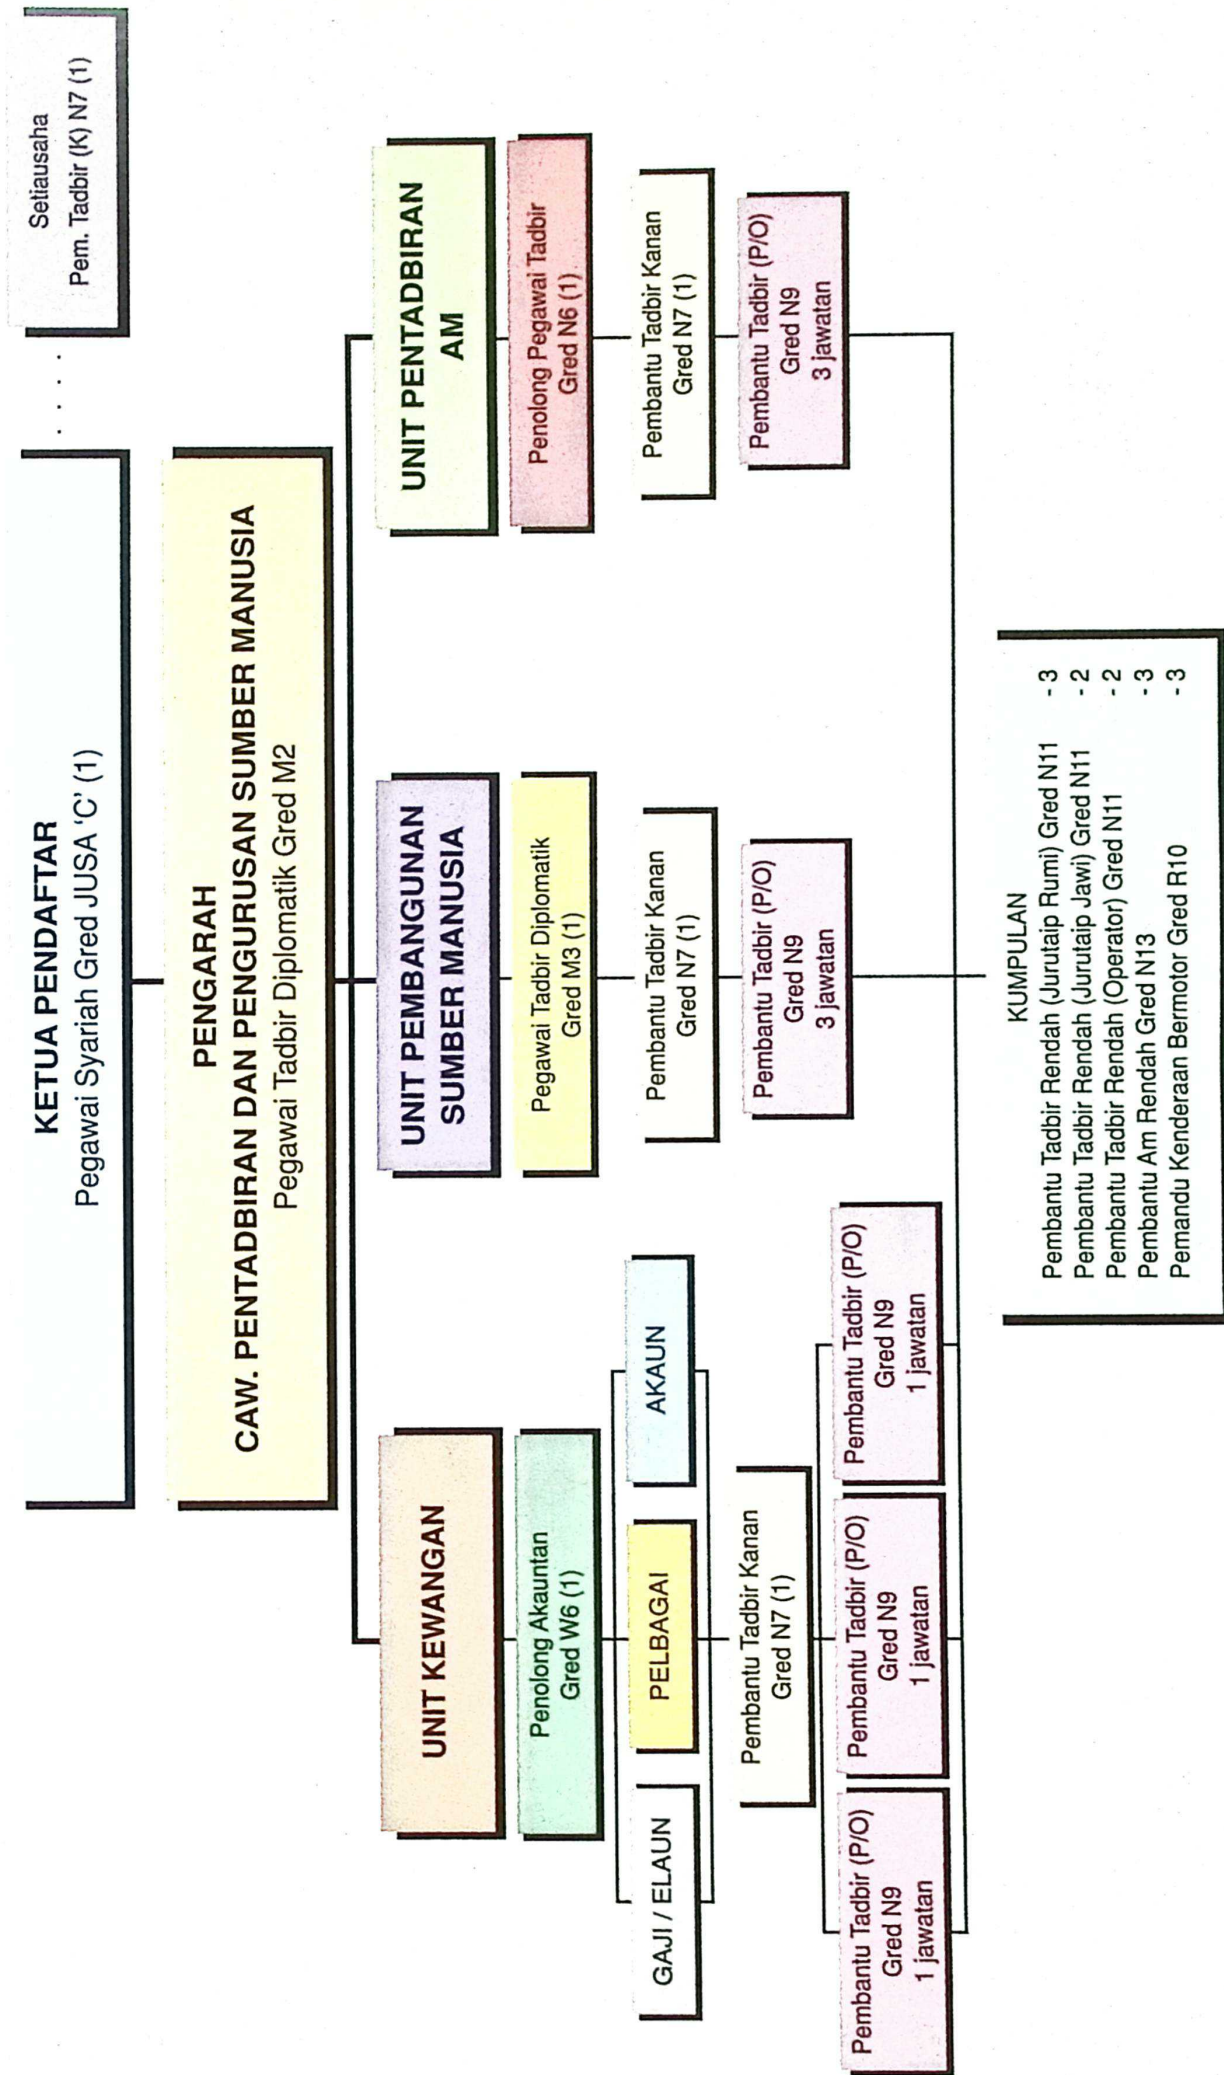 KETUA PENDAFTAR
Pegawai Syariah Gred JUSA ‘C’ (1)
. . . .
Setiausaha
Pem. Tadbir (K) N7 (1)
PENGARAH
CAW. PENTADBIRAN DAN PENGURUSAN SUMBER MANUSIA
Pegawai Tadbir Diplomatik Gred M2
UNIT KEWANGAN
Penolong Akauntan
Gred W6 (1)
GAJI / ELAUN
PELBAGAI
AKAUN
Pembantu Tadbir Kanan
Gred N7 (1)
Pembantu Tadbir (P/O)
Gred N9
1 jawatan
Pembantu Tadbir (P/O)
Gred N9
1 jawatan
Pembantu Tadbir (P/O)
Gred N9
1 jawatan
UNIT PEMBANGUNAN
SUMBER MANUSIA
Pegawai Tadbir Diplomatik
Gred M3 (1)
Pembantu Tadbir Kanan
Gred N7 (1)
Pembantu Tadbir (P/O)
Gred N9
3 jawatan
UNIT PENTADBIRAN
AM
Penolong Pegawai Tadbir
Gred N6 (1)
Pembantu Tadbir Kanan
Gred N7 (1)
Pembantu Tadbir (P/O)
Gred N9
3 jawatan
KUMPULAN
Pembantu Tadbir Rendah (Jurutaip Rumi) Gred N11 - 3
Pembantu Tadbir Rendah (Jurutaip Jawi) Gred N11 - 2
Pembantu Tadbir Rendah (Operator) Gred N11 - 2
Pembantu Am Rendah Gred N13 - 3
Pemandu Kenderaan Bermotor Gred R10 - 3